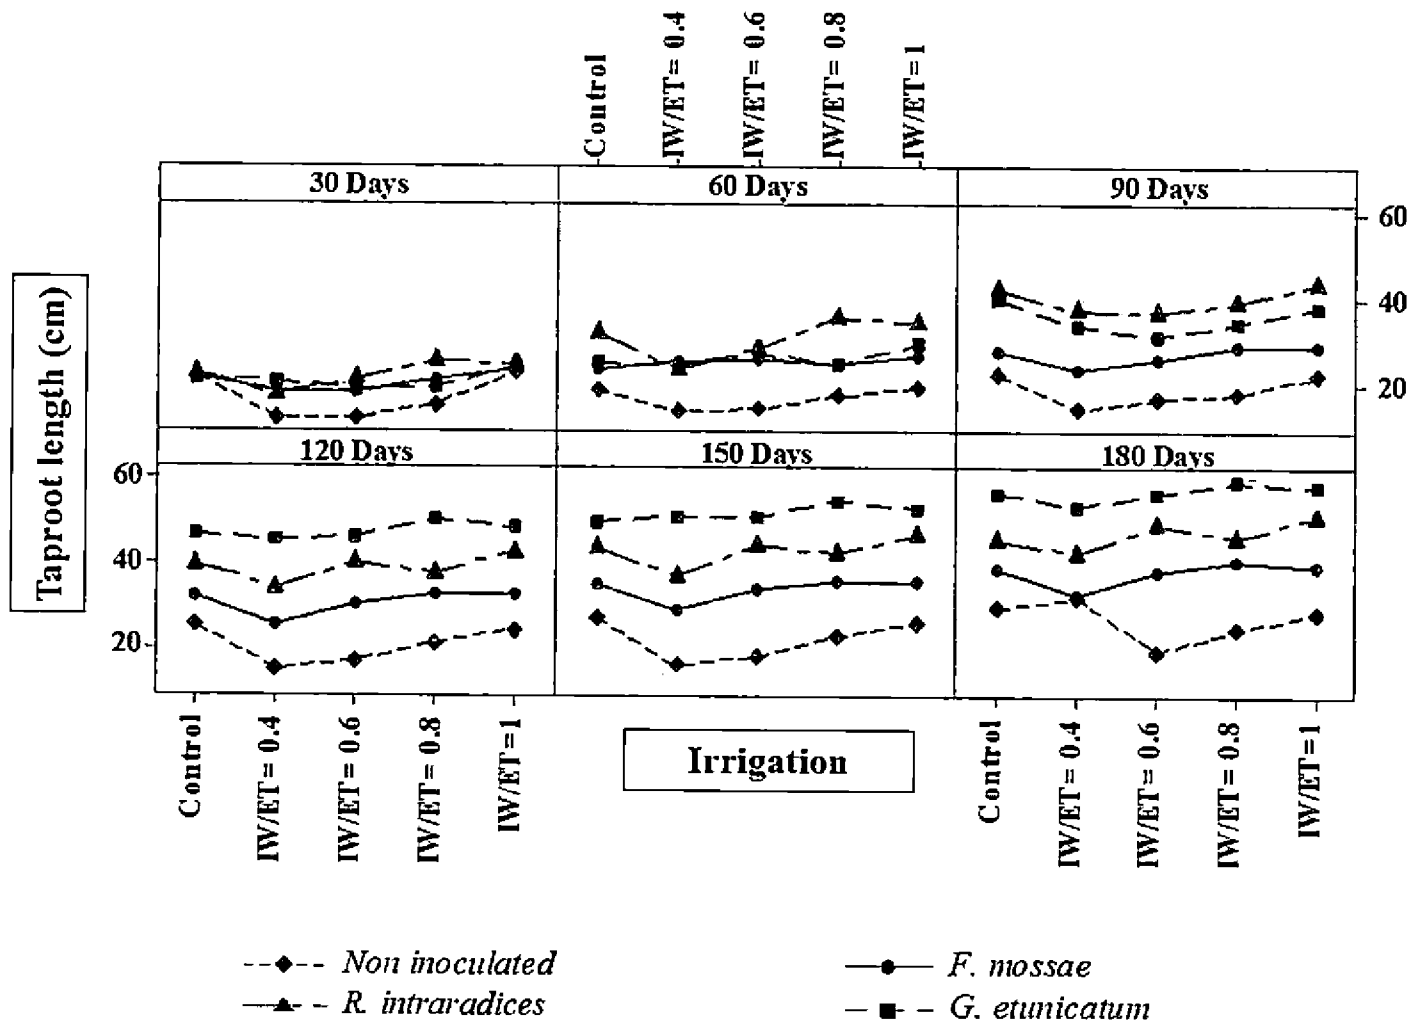 Control
IW/ET= 0.4
IW/ET= 0.6
IW/ET= 0.8
IW/ET= 1
30 Days
60 Days
90 Days
60
40
20
Taproot length (cm)
120 Days
150 Days
180 Days
60
40
20
Control
IW/ET= 0.4
IW/ET= 0.6
IW/ET= 0.8
IW/ET=1
Irrigation
Control
IW/ET= 0.4
IW/ET= 0.6
IW/ET= 0.8
IW/ET=1
Non inoculated
F. mossae
R. intraradices
G. etunicatum